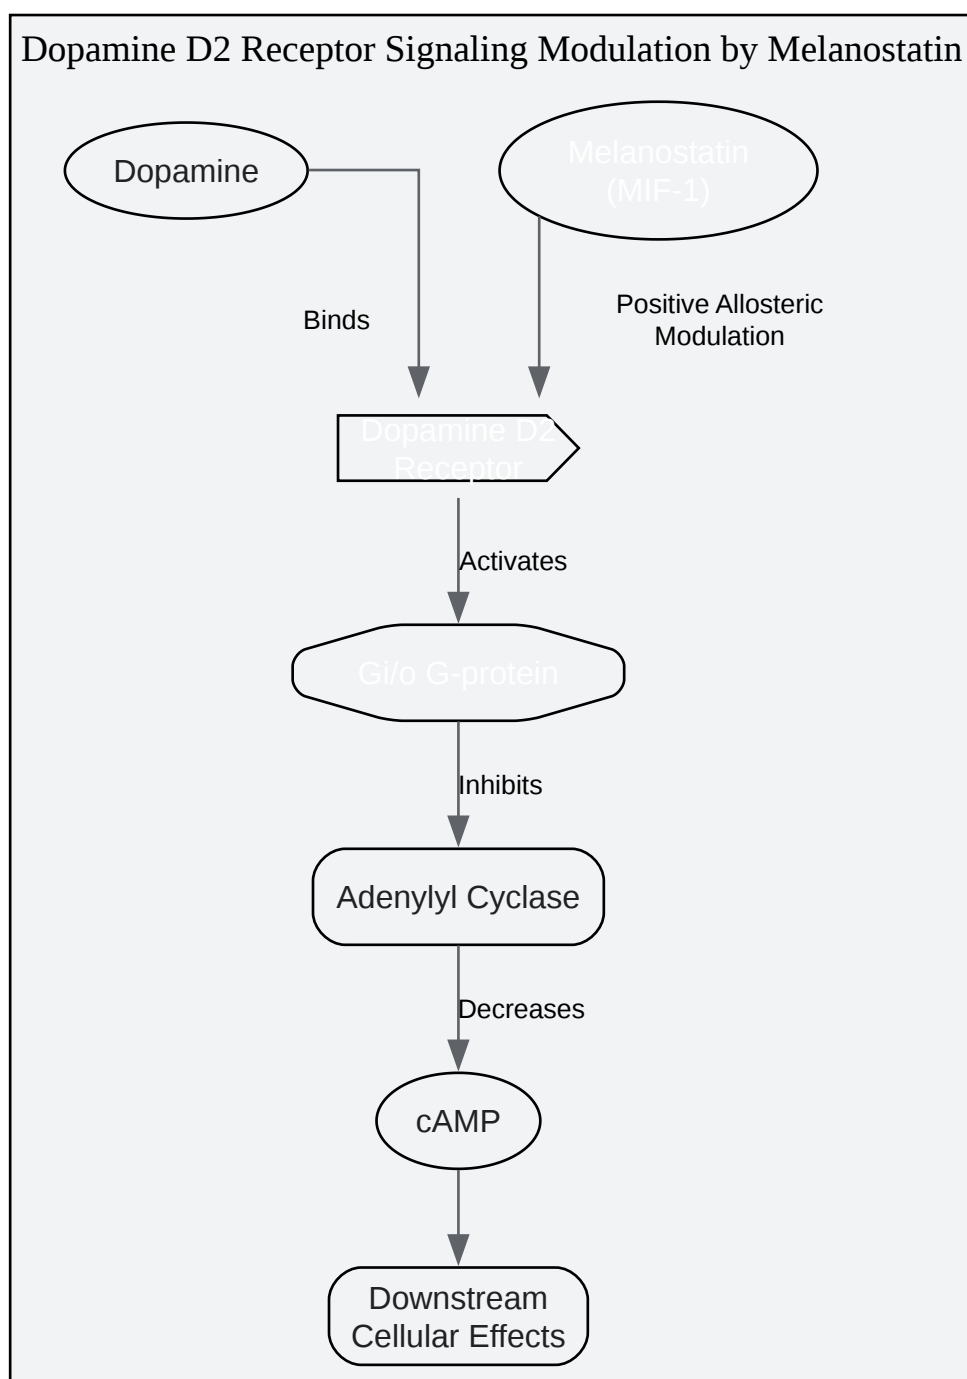 Dopamine D2 Receptor Signaling Modulation by Melanostatin
Dopamine
Melanostatin
(MIF-1)
Binds
Positive Allosteric
Modulation
Dopamine D2
Receptor
Activates
Gi/o G-protein
Inhibits
Adenylyl Cyclase
Decreases
cAMP
Downstream
Cellular Effects